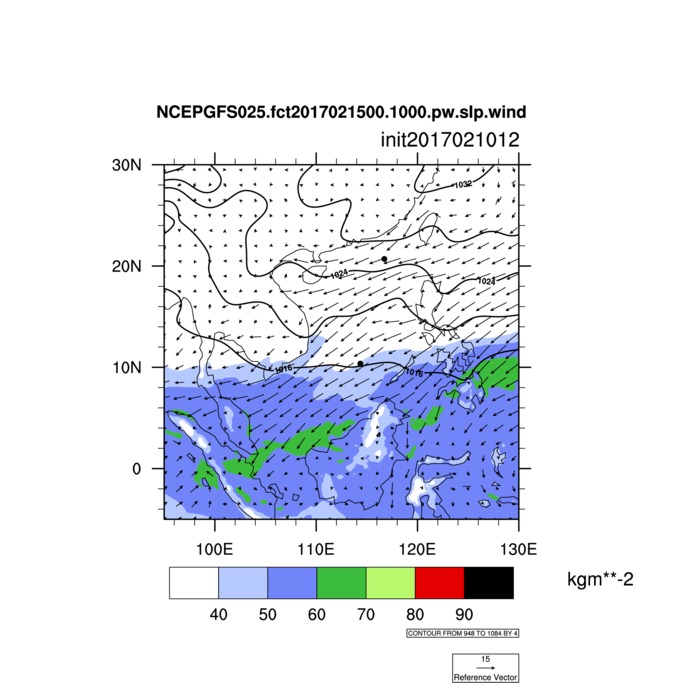 NCEPGFS025.fct2017021500.1000.pw.slp.wind
init2017021012
30N
20N
10N
0
1032
1024
1024
1016
1016
100E
110E
120E
130E
40
50
60
70
80
90
kgm**-2
CONTOUR FROM 948 TO 1084 BY 4
15
Reference Vector